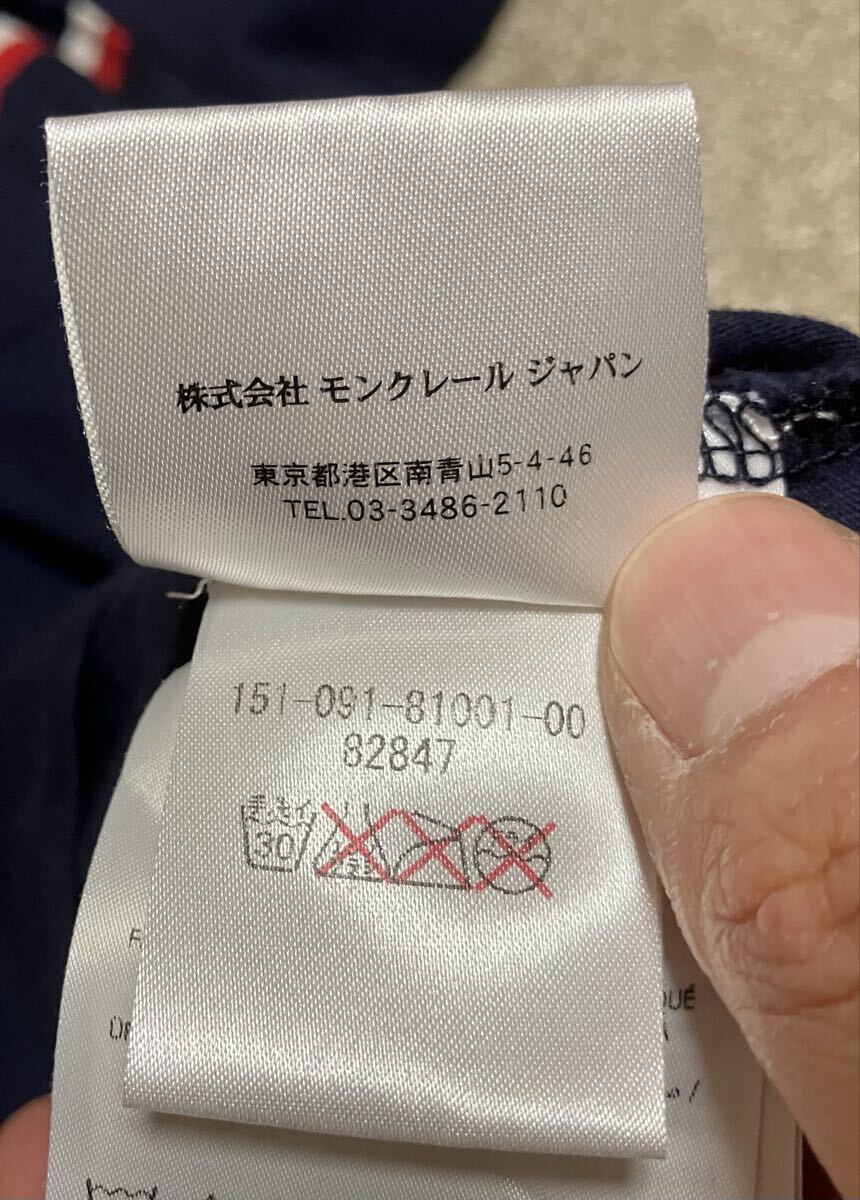 株式会社 モンクレール ジャパン
東京都港区南青山5-4-46
TEL.03-3486-2110
151-091-81001-00
82847
手洗イ
30